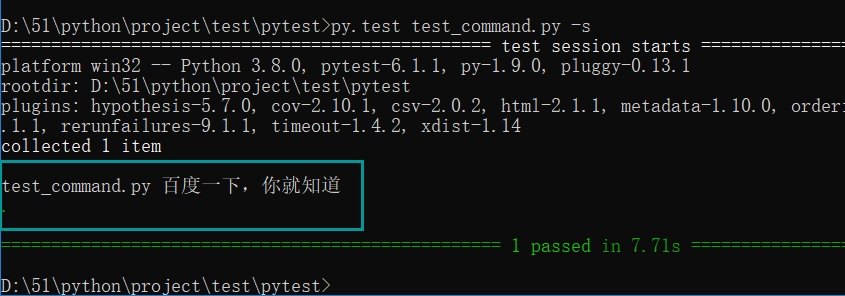 D:\51\python\project\test\pytest>py.test test_command.py -s
================================================= test session starts ===============
platform win32 -- Python 3.8.0, pytest-6.1.1, py-1.9.0, pluggy-0.13.1
rootdir: D:\51\python\project\test\pytest
plugins: hypothesis-5.7.0, cov-2.10.1, csv-2.0.2, html-2.1.1, metadata-1.10.0, orderi
.1.1, rerunfailures-9.1.1, timeout-1.4.2, xdist-1.14
collected 1 item
test_command.py 百度一下，你就知道
.
================================================== 1 passed in 7.71s ================
D:\51\python\project\test\pytest>